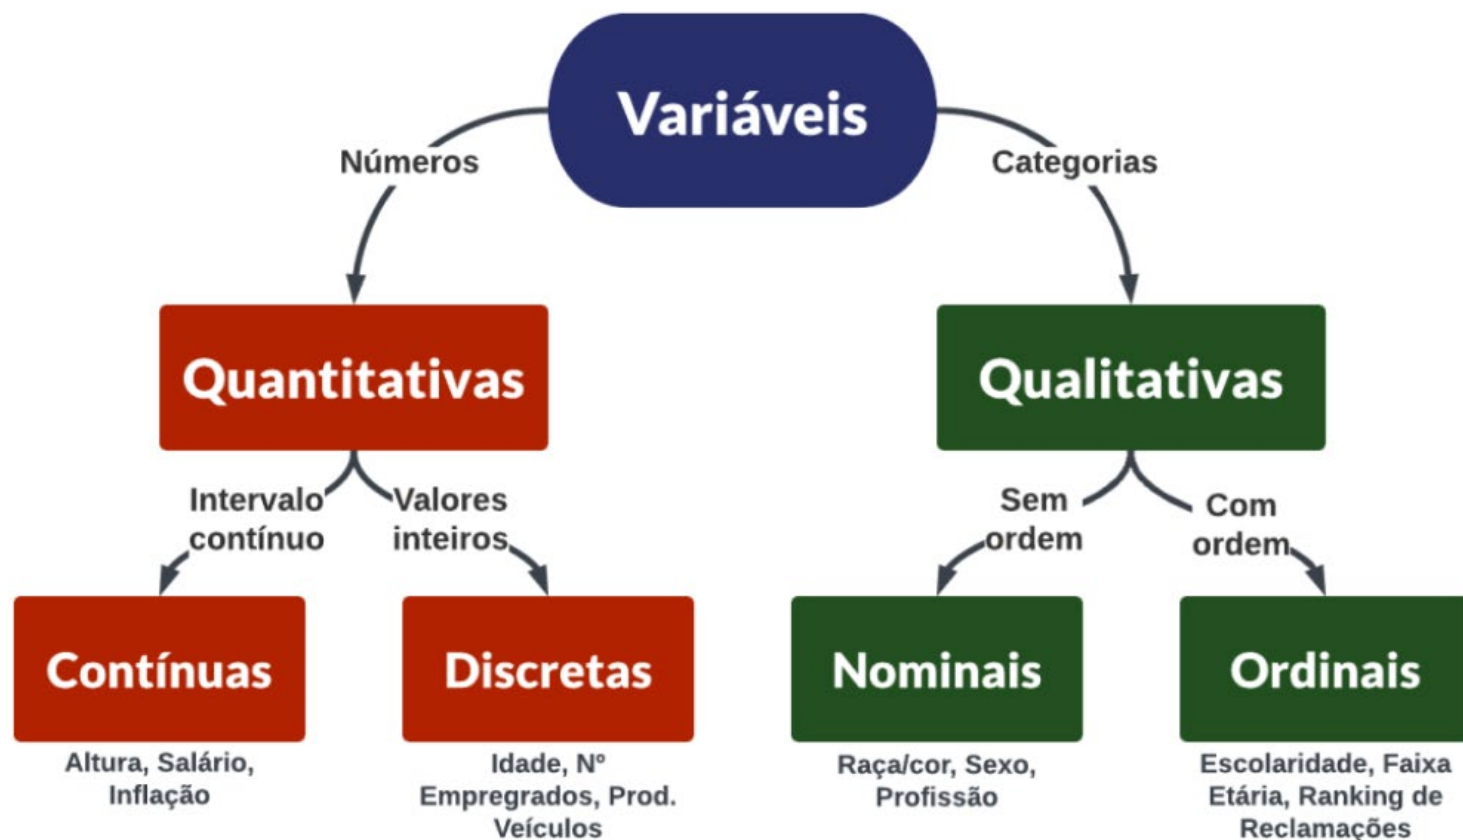 Variáveis
Números
Categorias
Quantitativas
Qualitativas
Intervalo
contínuo
Valores
inteiros
Sem
ordem
Com
ordem
Contínuas
Discretas
Nominais
Ordinais
Altura, Salário,
Inflação
Idade, Nº
Empregrados, Prod.
Veículos
Raça/cor, Sexo,
Profissão
Escolaridade, Faixa
Etária, Ranking de
Reclamações